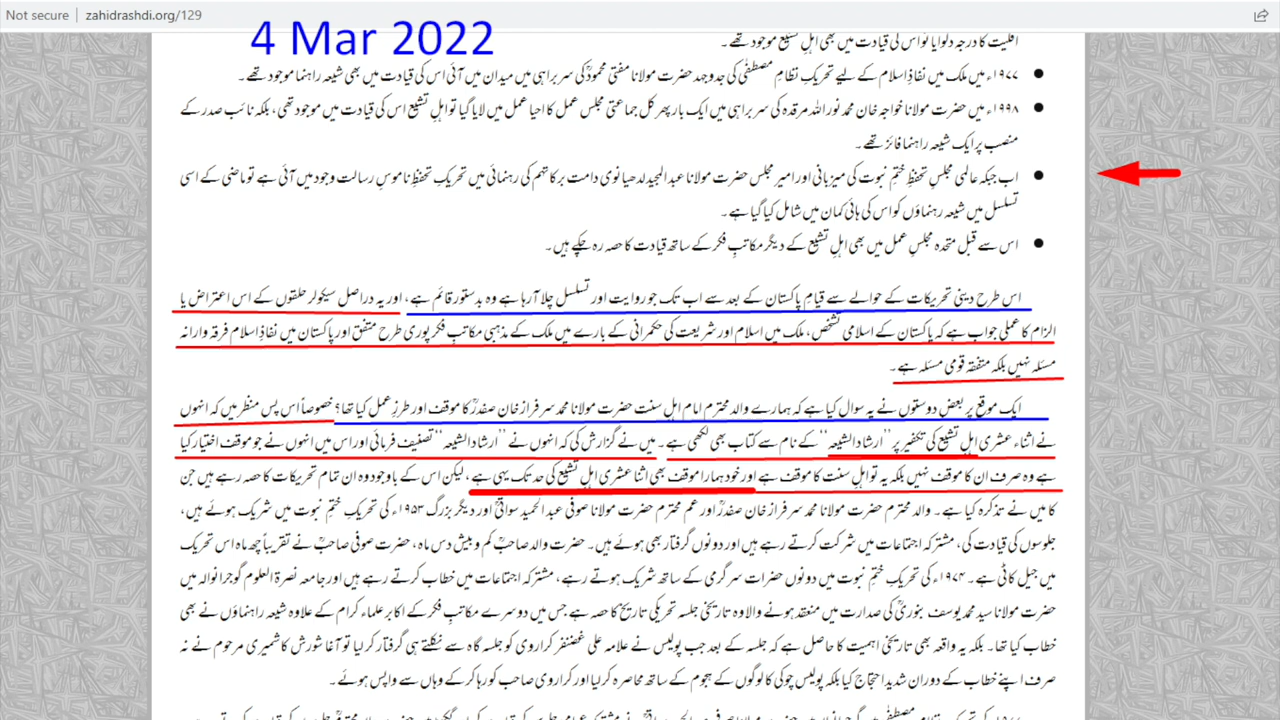 Not secure
zahidrashdi.org/129
4 Mar 2022
اقلیت کا درجہ دلوایا تو اس کی قیادت میں بھی اہلِ تشیع موجود تھے۔
۱۹۷۷ء میں ملک میں نفاذِ اسلام کے لیے تحریکِ نظامِ مصطفٰیؐ کی جدوجہد حضرت مولانا مفتی محمودؒ کی سربراہی میں میدان میں آئی اس کی قیادت میں بھی شیعہ راہنما موجود تھے۔
۱۹۹۸ء میں حضرت مولانا خواجہ خان محمد نور اللہ مرقدہ کی سربراہی میں ایک بار پھر کل جماعتی مجلس عمل کا احیا عمل میں لایا گیا تو اہلِ تشیع اس کی قیادت میں موجود تھی، بلکہ نائب صدر کے
منصب پر ایک شیعہ راہنما فائز تھے۔
اب جبکہ عالمی مجلسِ تحفظِ ختمِ نبوت کی میزبانی اور امیر مجلس حضرت مولانا عبد المجید لدھیانوی دامت برکاتہم کی رہنمائی میں تحریکِ تحفظِ ناموسِ رسالت وجود میں آئی ہے تو ماضی کے اسی
تسلسل میں شیعہ رہنماؤں کو اس کی ہائی کمان میں شامل کیا گیا ہے۔
اس سے قبل متحدہ مجلسِ عمل میں بھی اہلِ تشیع کے دیگر مکاتبِ فکر کے ساتھ قیادت کا حصہ رہ چکے ہیں۔
اس طرح دینی تحریکات کے حوالے سے قیامِ پاکستان کے بعد سے اب تک جو روایت اور تسلسل چلا آرہا ہے وہ بدستور قائم ہے، اور یہ دراصل سیکولر حلقوں کے اس اعتراض یا
الزام کا عملی جواب ہے کہ پاکستان کے اسلامی تشخص، ملک میں اسلام اور شریعت کی حکمرانی کے بارے میں ملک کے مذہبی مکاتبِ فکر پوری طرح متفق اور پاکستان میں نفاذِ اسلام فرقہ وارانہ
مسئلہ نہیں بلکہ متفقہ قومی مسئلہ ہے۔
ایک موقع پر بعض دوستوں نے یہ سوال کیا ہے کہ ہمارے والد محترم امام اہلِ سنت حضرت مولانا محمد سرفراز خان صفدرؒ کا موقف اور طرزِ عمل کیا تھا؟ خصوصاً اس پس منظر میں کہ انہوں
نے اثناء عشری اہلِ تشیع کی تکفیر پر ’’ارشاد الشیعہ‘‘ کے نام سے کتاب بھی لکھی ہے۔ میں نے گزارش کی کہ انہوں نے ’’ارشاد الشیعہ‘‘ تصنیف فرمائی اور اس میں انہوں نے جو موقف اختیار کیا
ہے وہ صرف ان کا موقف نہیں بلکہ یہ تو اہلِ سنت کا موقف ہے اور خود ہمارا موقف بھی اثنا عشری اہلِ تشیع کی حد تک یہی ہے، لیکن اس کے باوجود وہ ان تمام تحریکات کا حصہ رہے ہیں جن
کا میں نے تذکرہ کیا ہے۔ والد محترم حضرت مولانا محمد سرفراز خان صفدرؒ اور عم محترم حضرت مولانا صوفی عبد الحمید سواتیؒ اور دیگر بزرگ ۱۹۵۳ء کی تحریکِ ختمِ نبوت میں شریک ہوئے ہیں،
جلوسوں کی قیادت کی، مشترکہ اجتماعات میں شرکت کرتے رہے ہیں اور دونوں گرفتار بھی ہوئے ہیں۔ حضرت والد صاحبؒ کم و بیش دس ماہ، حضرت صوفی صاحبؒ نے تقریباً چھ ماہ اس تحریک
میں جیل کاٹی ہے۔ ۱۹۷۴ء کی تحریکِ ختمِ نبوت میں دونوں حضرات سرگرمی کے ساتھ شریک ہوتے رہے، مشترکہ اجتماعات میں خطاب کرتے رہے ہیں اور جامعہ نصرۃ العلوم گوجرانوالہ میں
حضرت مولانا سید محمد یوسف بنوریؒ کی صدارت میں منعقد ہونے والا وہ تاریخی جلسہ تحریکی تاریخ کا حصہ ہے جس میں دوسرے مکاتبِ فکر کے اکابر علماء کرام کے علاوہ شیعہ راہنماؤں نے بھی
خطاب کیا تھا۔ بلکہ یہ واقعہ بھی تاریخی اہمیت کا حاصل ہے کہ جلسہ کے بعد جب پولیس نے علامہ علی غضنفر کراروی کو جلسہ گاہ سے نکلتے ہی گرفتار کر لیا تو آغا شورش کاشمیری مرحوم نے نہ
صرف اپنے خطاب کے دوران شدید احتجاج کیا بلکہ پولیس چوکی کا لوگوں کے ہجوم کے ساتھ محاصرہ کر لیا اور کراروی صاحب کو رہا کر کے وہاں سے واپس ہوئے۔